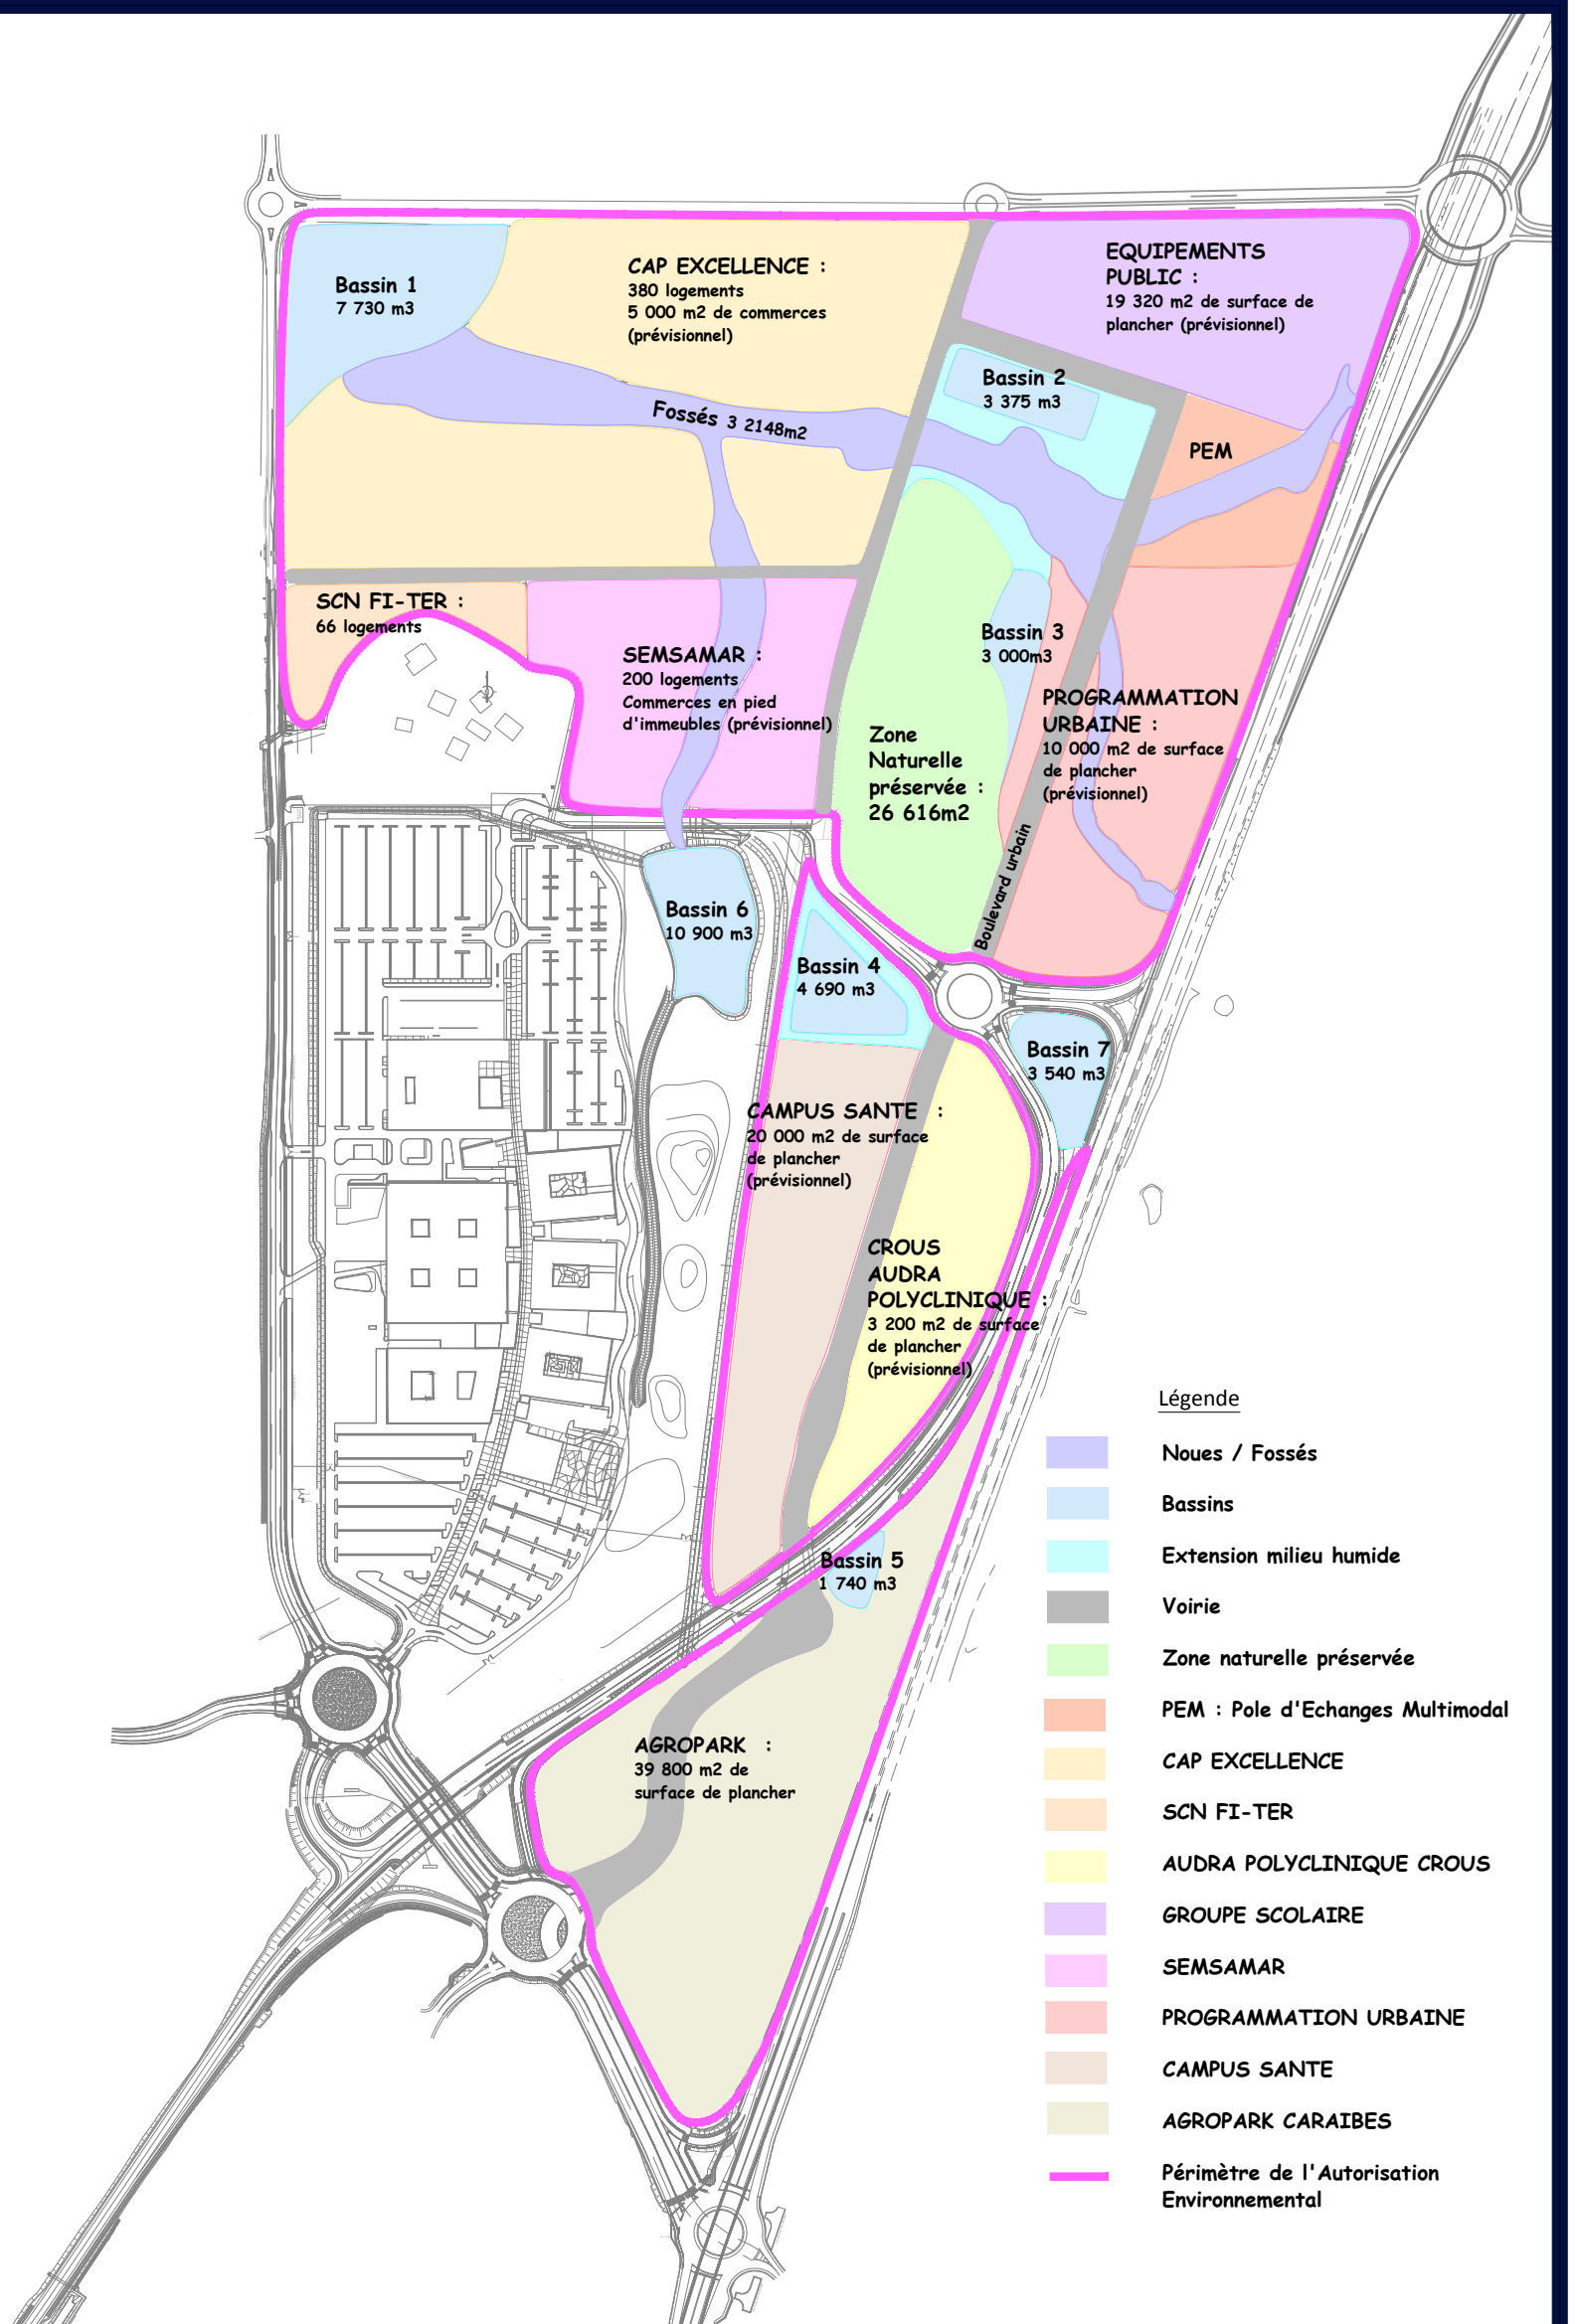 Bassin 1
7 730 m3
CAP EXCELLENCE :
380 logements
5 000 m2 de commerces
(prévisionnel)
EQUIPEMENTS
PUBLIC :
19 320 m2 de surface de
plancher (prévisionnel)
Bassin 2
3 375 m3
Fossés 3 2148m2
PEM
SCN FI-TER :
66 logements
SEMSAMAR :
200 logements
Commerces en pied
d'immeubles (prévisionnel)
Bassin 3
3 000m3
PROGRAMMATION
URBAINE :
10 000 m2 de surface
de plancher
(prévisionnel)
Zone
Naturelle
préservée :
26 616m2
Boulevard urbain
Bassin 6
10 900 m3
Bassin 4
4 690 m3
Bassin 7
3 540 m3
CAMPUS SANTE :
20 000 m2 de surface
de plancher
(prévisionnel)
CROUS
AUDRA
POLYCLINIQUE :
3 200 m2 de surface
de plancher
(prévisionnel)
Bassin 5
1 740 m3
AGROPARK :
39 800 m2 de
surface de plancher
Légende
Noues / Fossés
Bassins
Extension milieu humide
Voirie
Zone naturelle préservée
PEM : Pole d'Echanges Multimodal
CAP EXCELLENCE
SCN FI-TER
AUDRA POLYCLINIQUE CROUS
GROUPE SCOLAIRE
SEMSAMAR
PROGRAMMATION URBAINE
CAMPUS SANTE
AGROPARK CARAIBES
Périmètre de l'Autorisation
Environnemental